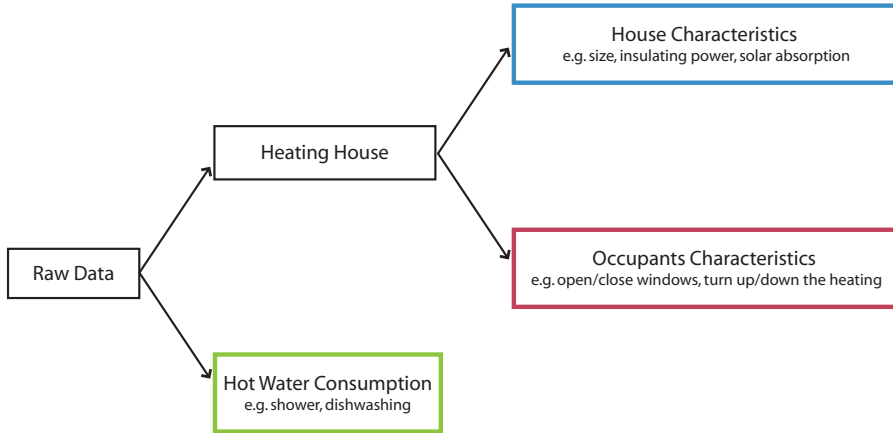 House Characteristics
e.g. size, insulating power, solar absorption
Heating House
Occupants Characteristics
e.g. open/close windows, turn up/down the heating
Raw Data
Hot Water Consumption
e.g. shower, dishwashing